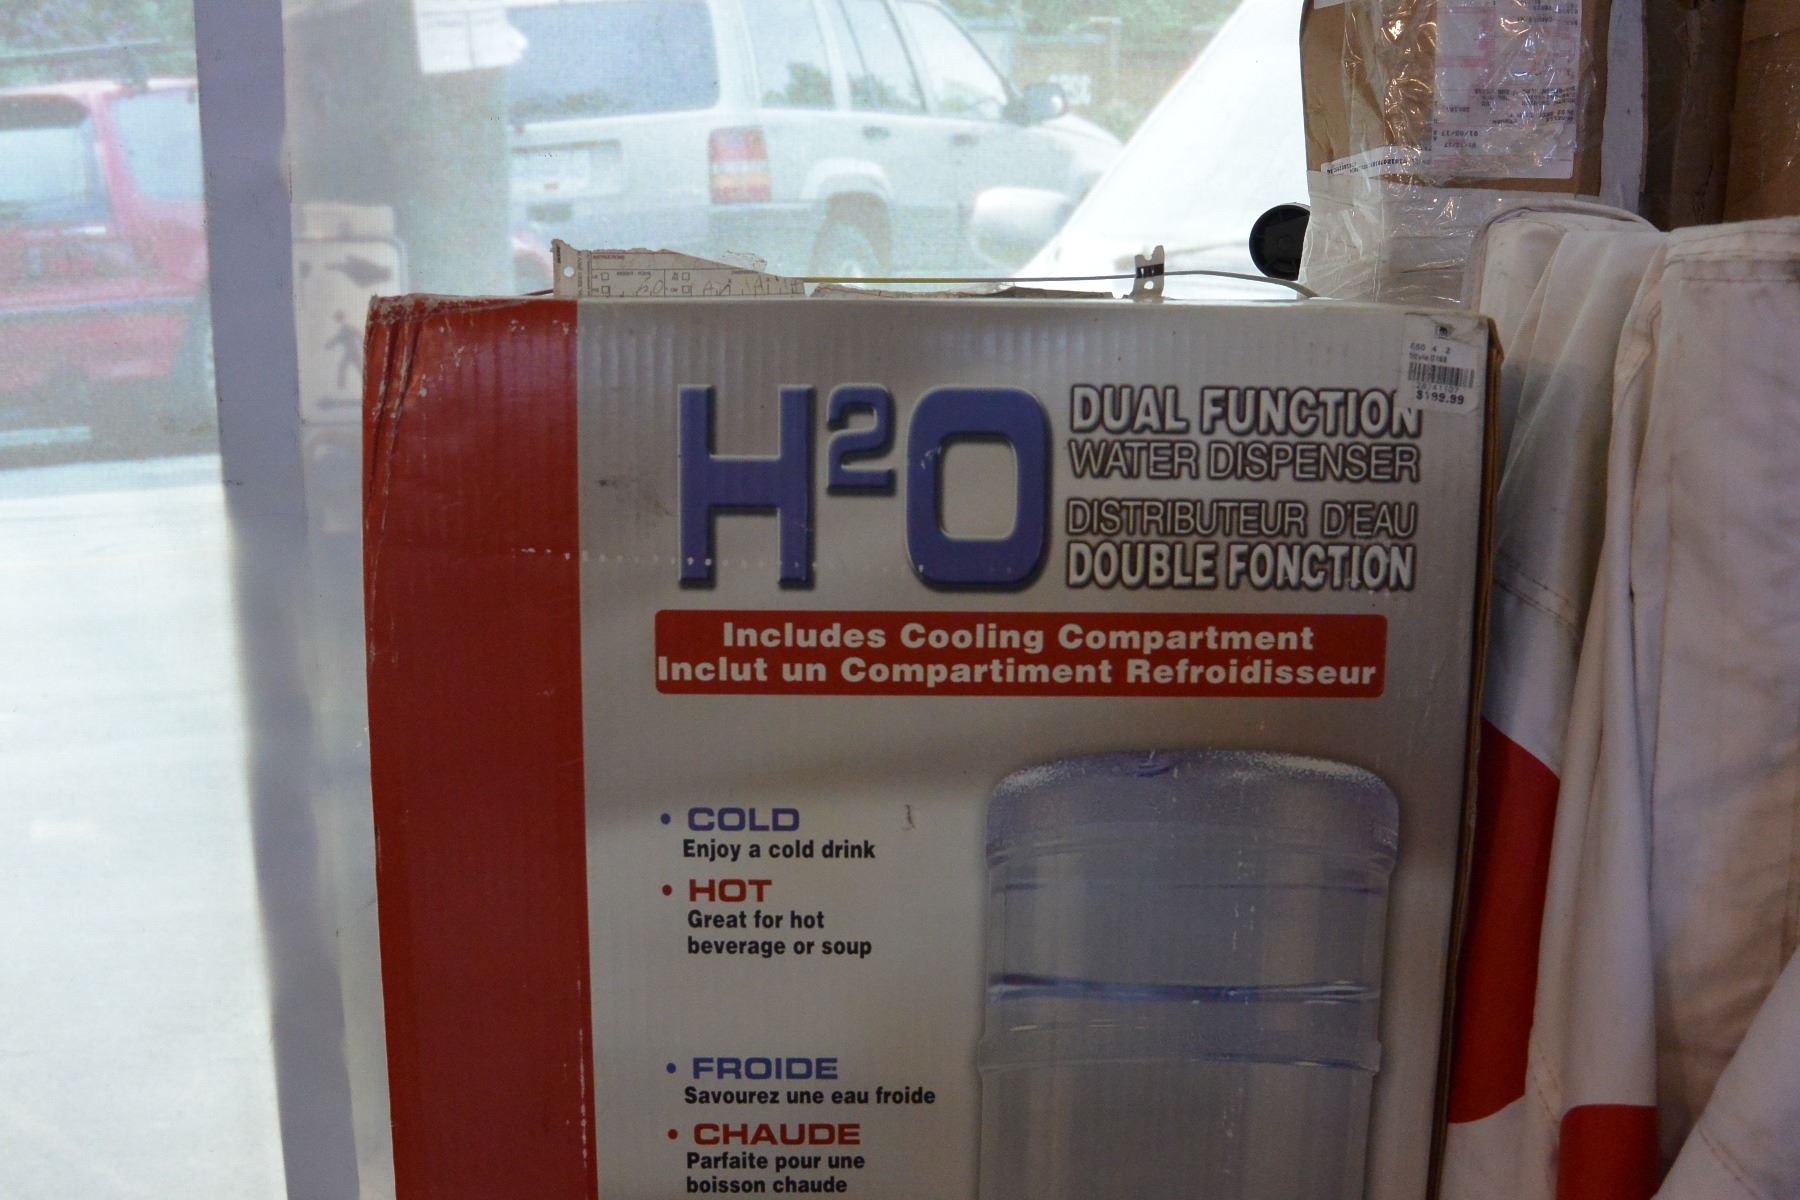 H²O
DUAL FUNCTION
WATER DISPENSER
DISTRIBUTEUR D'EAU
DOUBLE FONCTION
$199.99
Includes Cooling Compartment
Inclut un Compartiment Refroidisseur
• COLD
Enjoy a cold drink
• HOT
Great for hot
beverage or soup
• FROIDE
Savourez une eau froide
• CHAUDE
Parfaite pour une
boisson chaude